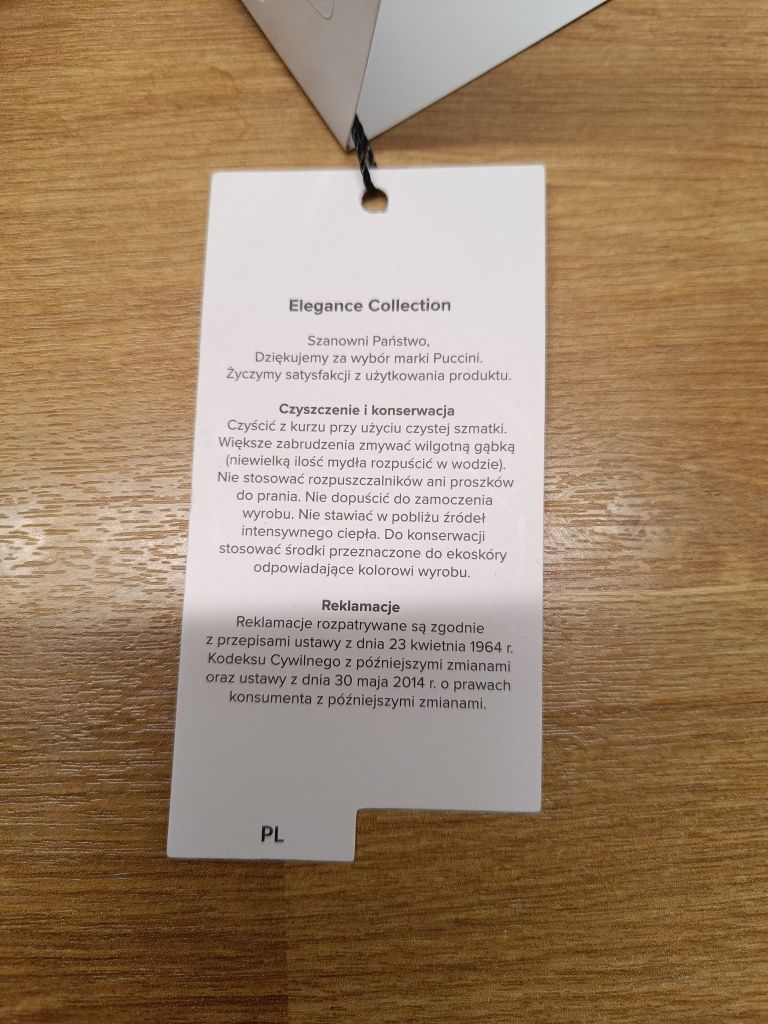 Elegance Collection
Szanowni Państwo,
Dziękujemy za wybór marki Puccini.
Życzymy satysfakcji z użytkowania produktu.
Czyszczenie i konserwacja
Czyścić z kurzu przy użyciu czystej szmatki.
Większe zabrudzenia zmywać wilgotną gąbką
(niewielką ilość mydła rozpuścić w wodzie).
Nie stosować rozpuszczalników ani proszków
do prania. Nie dopuścić do zamoczenia
wyrobu. Nie stawiać w pobliżu źródeł
intensywnego ciepła. Do konserwacji
stosować środki przeznaczone do ekoskóry
odpowiadające kolorowi wyrobu.
Reklamacje
Reklamacje rozpatrywane są zgodnie
z przepisami ustawy z dnia 23 kwietnia 1964 r.
Kodeksu Cywilnego z późniejszymi zmianami
oraz ustawy z dnia 30 maja 2014 r. o prawach
konsumenta z późniejszymi zmianami.
PL